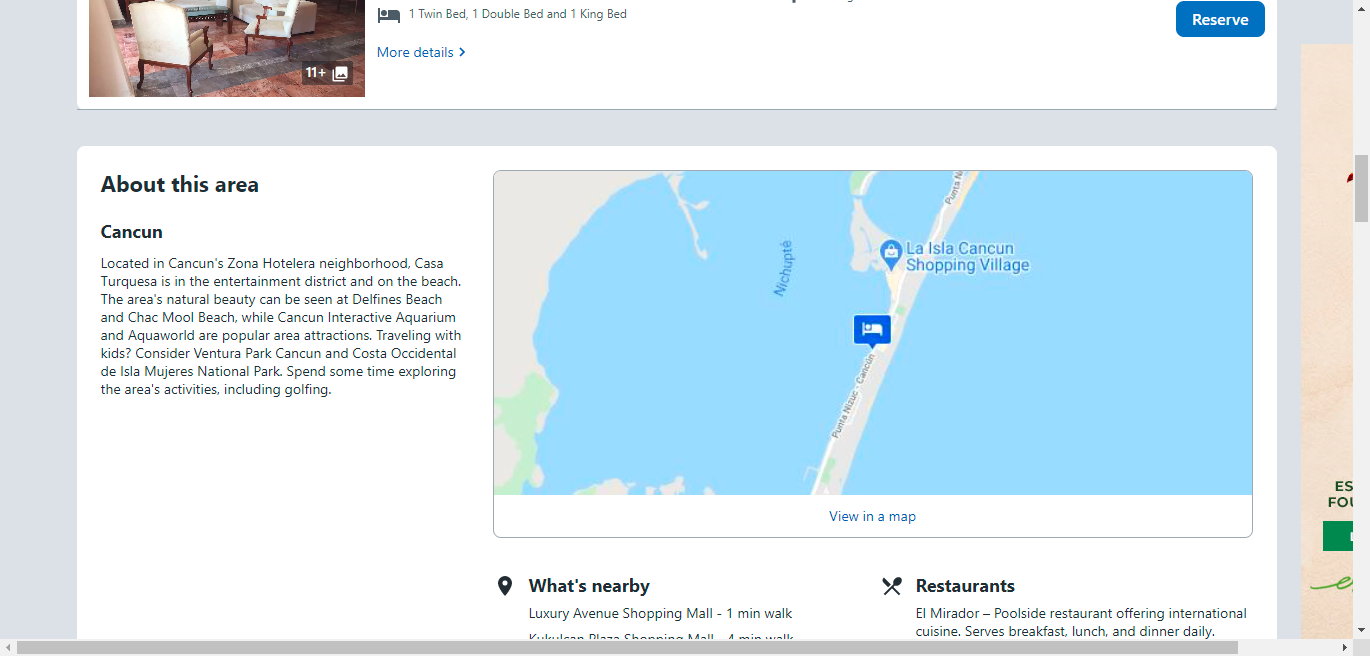 1 Twin Bed, 1 Double Bed and 1 King Bed
Reserve
More details
11+
About this area
Cancun
Located in Cancun's Zona Hotelera neighborhood, Casa
Turquesa is in the entertainment district and on the beach.
The area's natural beauty can be seen at Delfines Beach
and Chac Mool Beach, while Cancun Interactive Aquarium
and Aquaworld are popular area attractions. Traveling with
kids? Consider Ventura Park Cancun and Costa Occidental
de Isla Mujeres National Park. Spend some time exploring
the area's activities, including golfing.
Punta Ni
Nichupté
La Isla Cancun
Shopping Village
Punta Nizuc - Cancún
View in a map
What's nearby
Luxury Avenue Shopping Mall - 1 min walk
Kukulcan Plaza Shopping Mall - 4 min walk
Restaurants
El Mirador – Poolside restaurant offering international
cuisine. Serves breakfast, lunch, and dinner daily.
ES
FOU